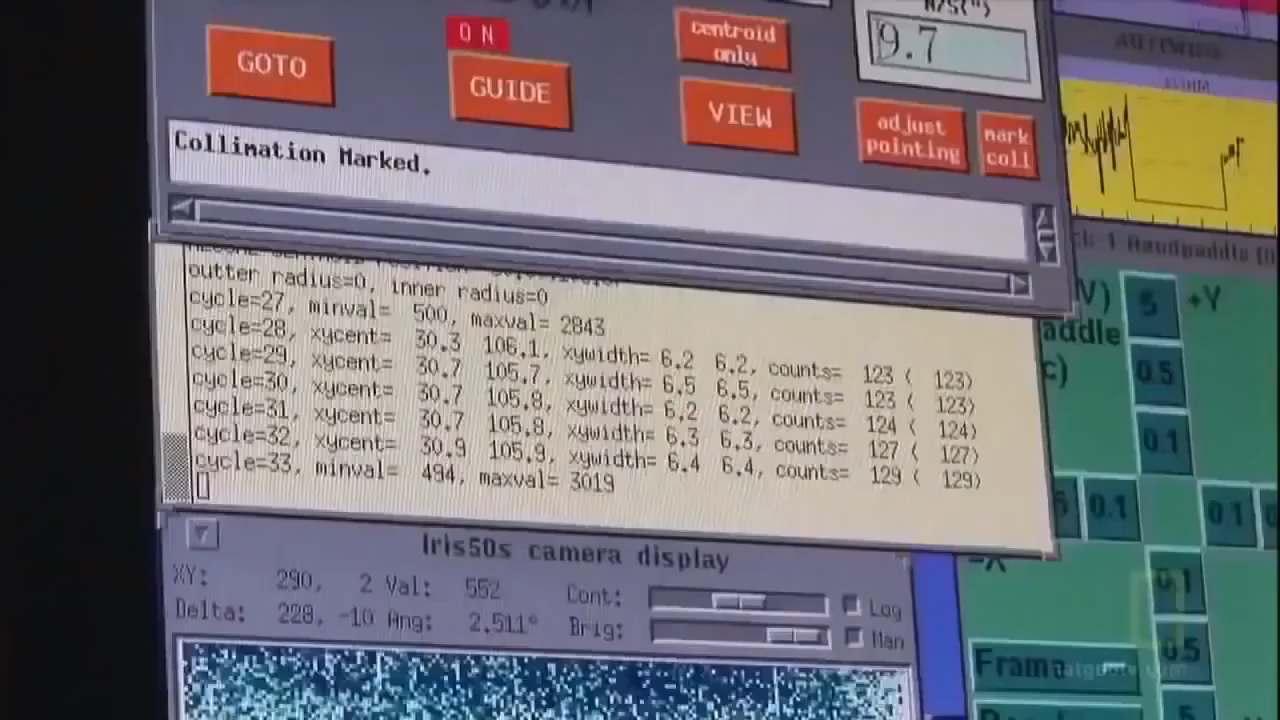 ON
centroid
only
9.7
GOTO
GUIDE
VIEW
adjust
pointing
mark
coll
Collimation Marked.
outter radius=0, inner radius=0
cycle=27, minval= 500, maxval= 2843
cycle=28, xycent= 30.3 106.1, xywidth= 6.2 6.2, counts= 123 ( 123)
cycle=29, xycent= 30.7 105.7, xywidth= 6.5 6.5, counts= 123 ( 123)
cycle=30, xycent= 30.7 105.8, xywidth= 6.2 6.2, counts= 124 ( 124)
cycle=31, xycent= 30.7 105.8, xywidth= 6.3 6.3, counts= 127 ( 127)
cycle=32, xycent= 30.9 105.9, xywidth= 6.4 6.4, counts= 129 ( 129)
cycle=33, minval= 494, maxval= 3019
Iris50s camera display
XY: 290, 2 Val: 552 Cont: Log
Delta: 228, -10 Ang: 2.511° Brig: Man
Handpaddle
5 +Y
addle
0.5
0.1
0.1 0.1
0.1
0.5
Frame
5